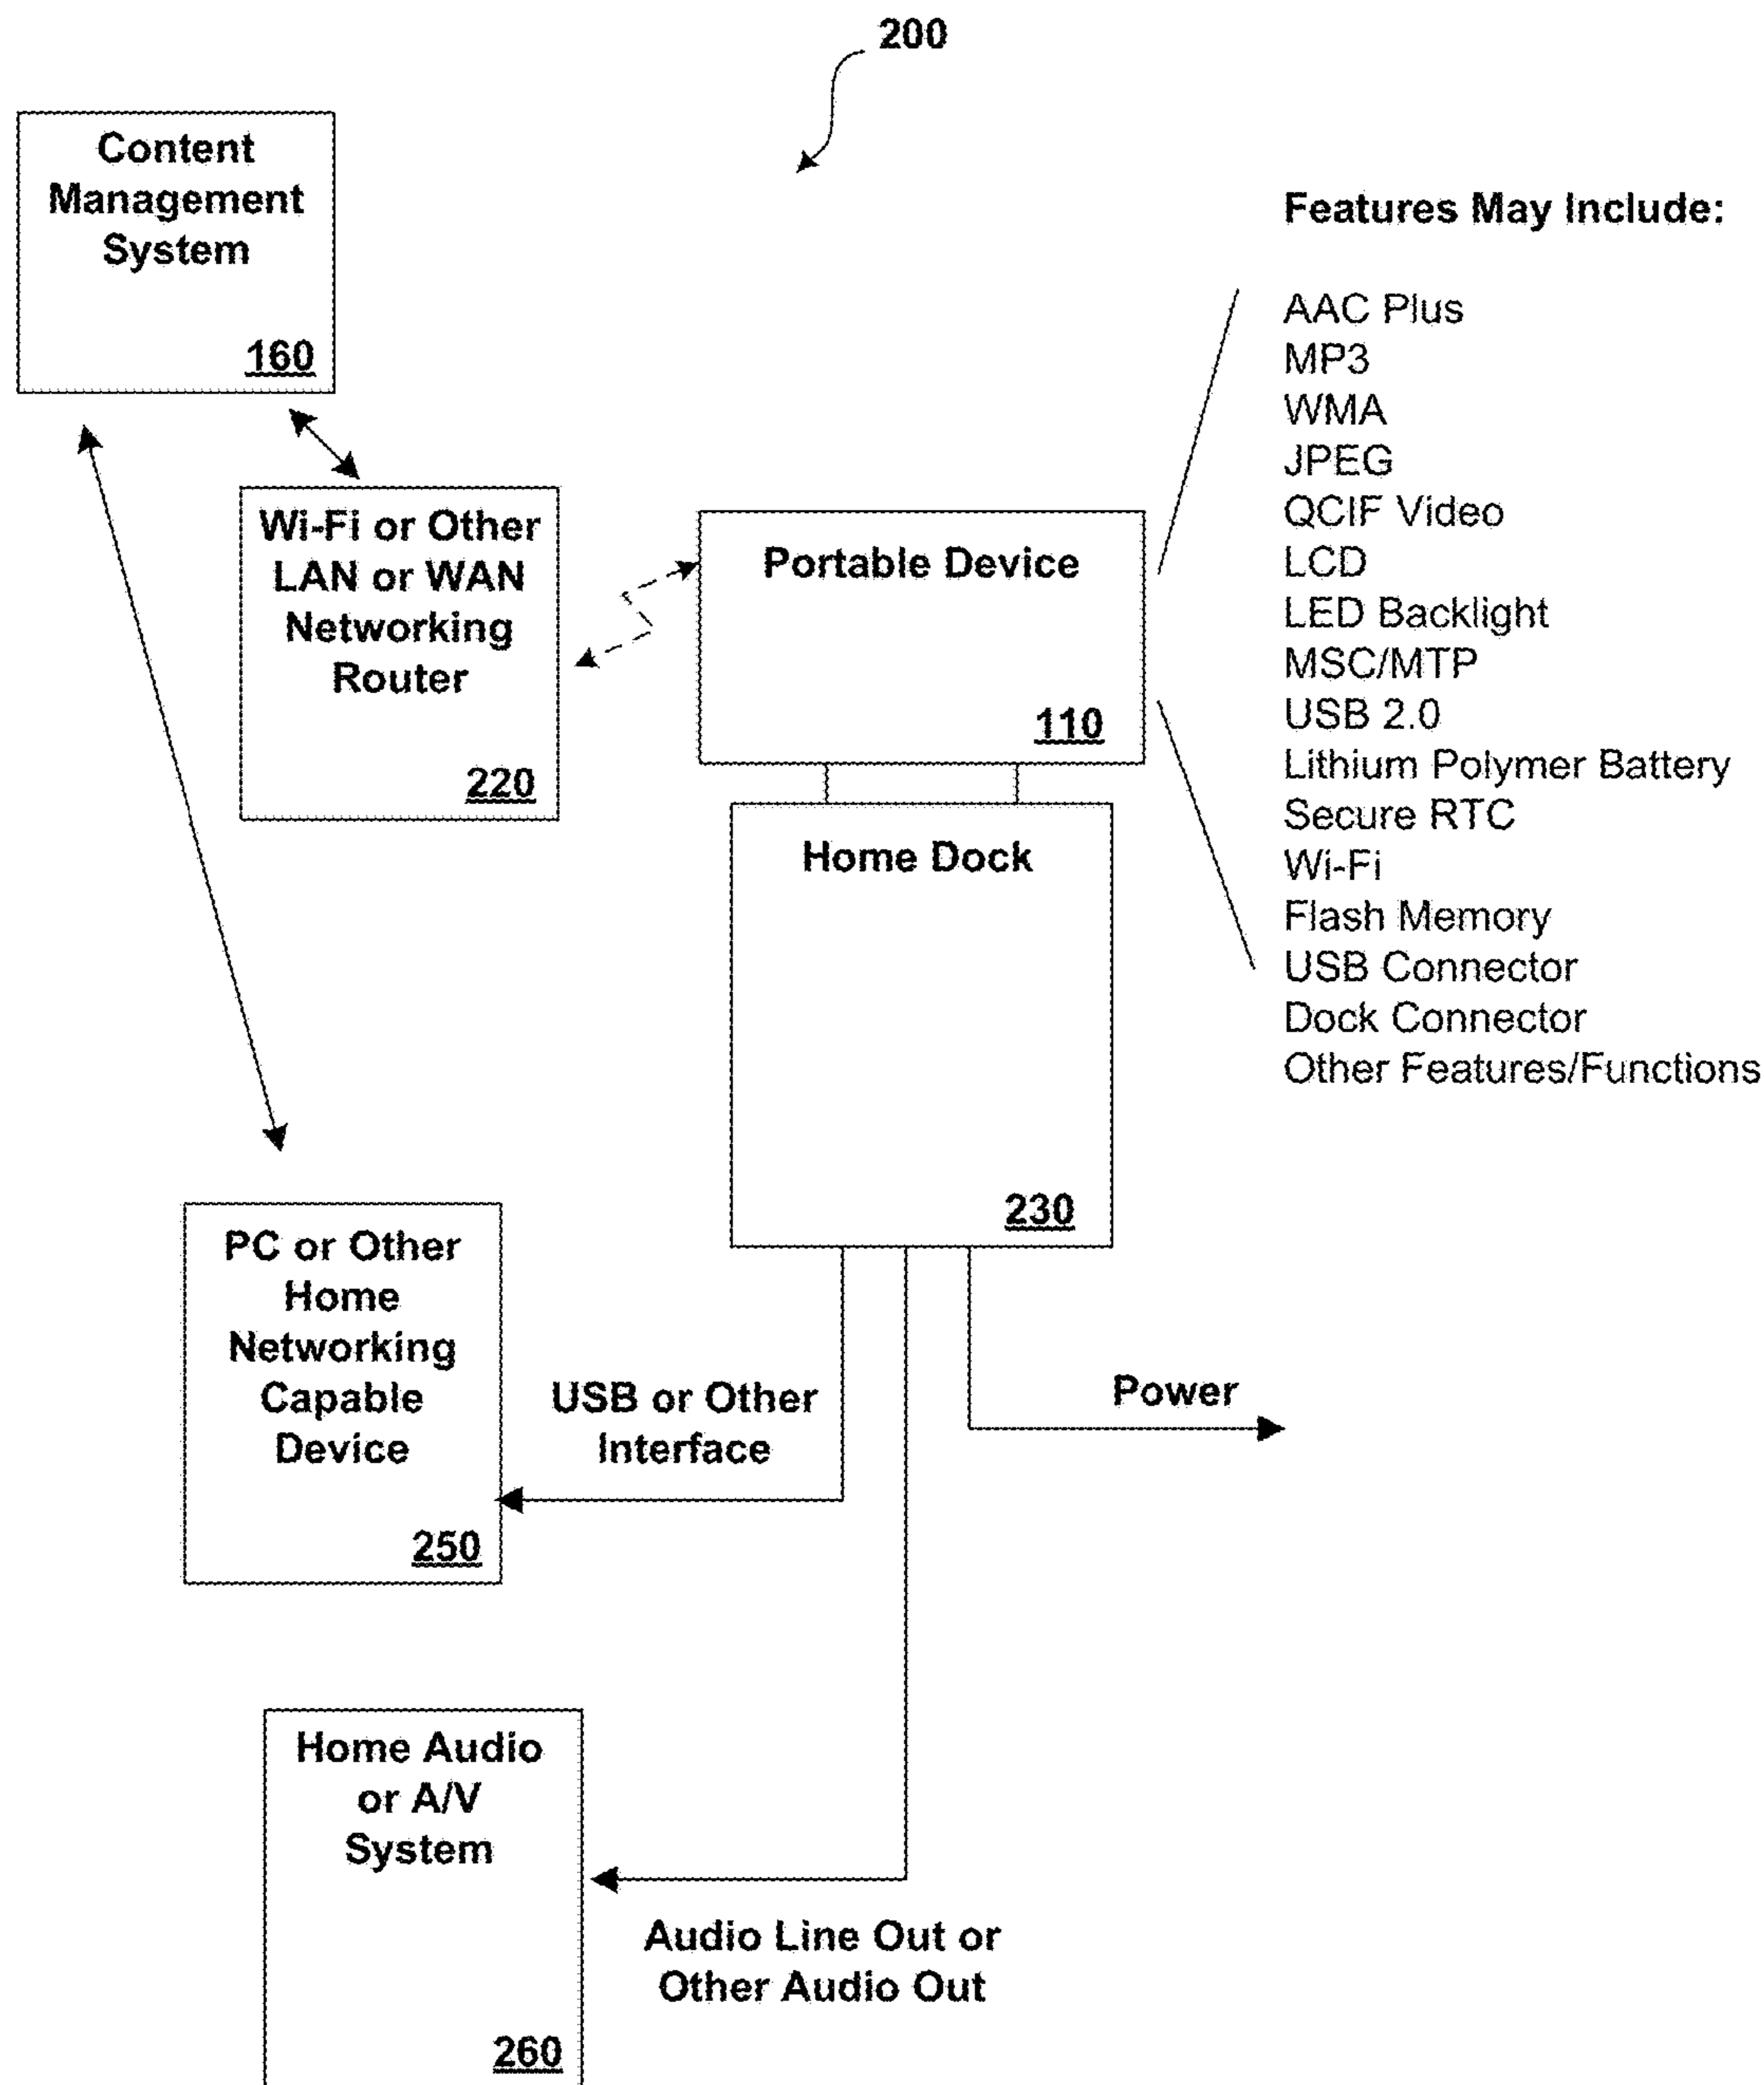 200
Content
Management
System
160
Features May Include:
AAC Plus
MP3
WMA
JPEG
QCIF Video
LCD
LED Backlight
MSC/MTP
USB 2.0
Lithium Polymer Battery
Secure RTC
Wi-Fi
Flash Memory
USB Connector
Dock Connector
Other Features/Functions
Wi-Fi or Other
LAN or WAN
Networking
Router
220
Portable Device
110
Home Dock
230
PC or Other
Home
Networking
Capable
Device
250
USB or Other
Interface
Power
Home Audio
or A/V
System
260
Audio Line Out or
Other Audio Out